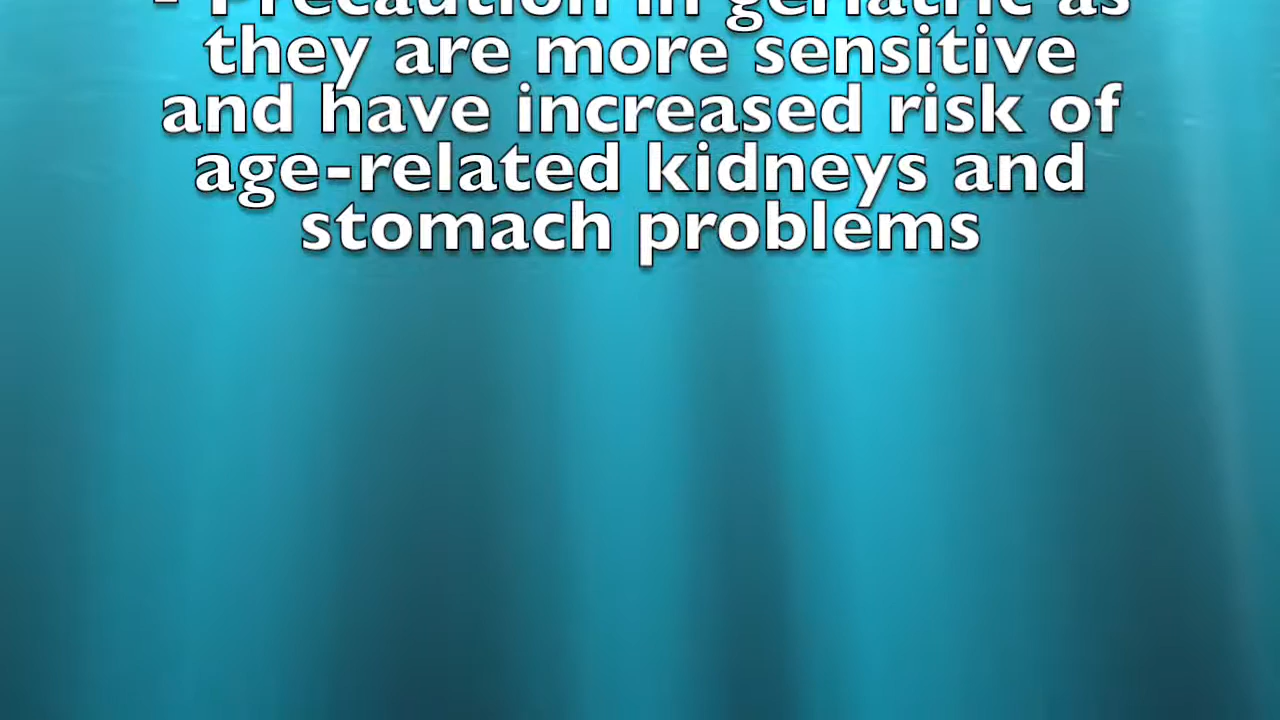 - Precaution in geriatric as
they are more sensitive
and have increased risk of
age-related kidneys and
stomach problems